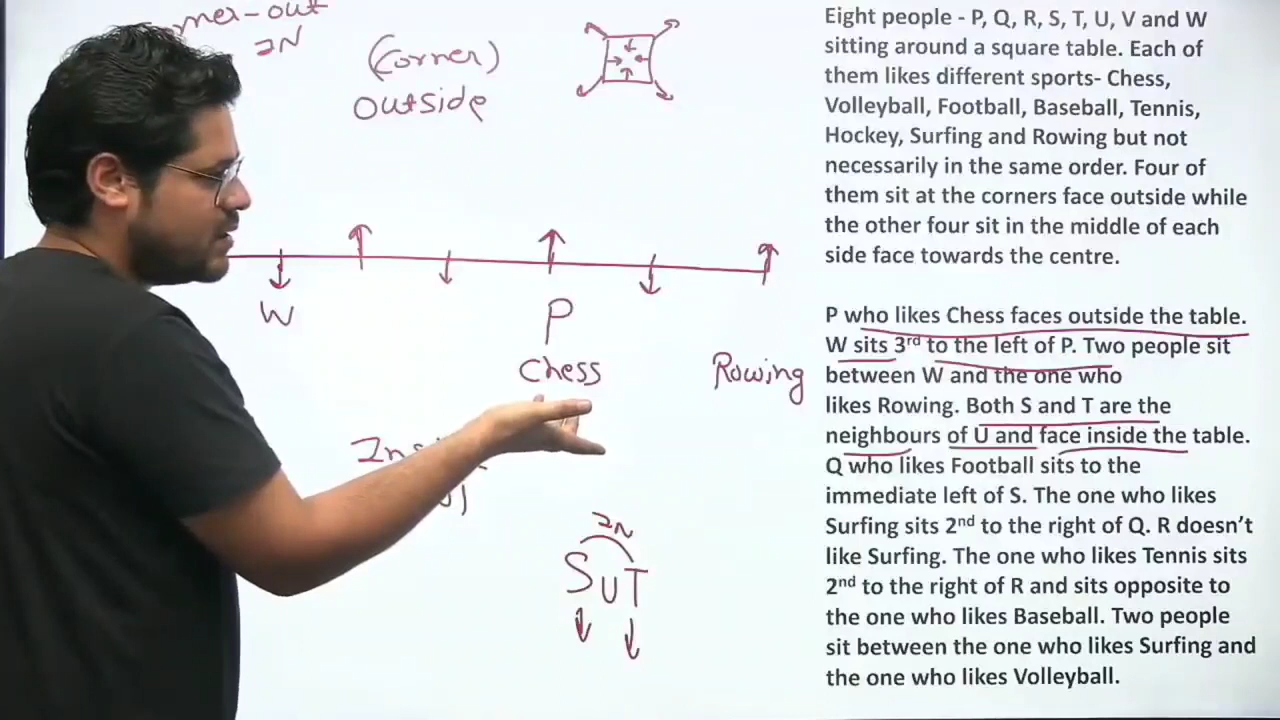 ner-out
2N
(Corner)
outside
W
P
Chess
Rowing
2N
SUT
Eight people - P, Q, R, S, T, U, V and W
sitting around a square table. Each of
them likes different sports- Chess,
Volleyball, Football, Baseball, Tennis,
Hockey, Surfing and Rowing but not
necessarily in the same order. Four of
them sit at the corners face outside while
the other four sit in the middle of each
side face towards the centre.
P who likes Chess faces outside the table.
W sits 3rd to the left of P. Two people sit
between W and the one who
likes Rowing. Both S and T are the
neighbours of U and face inside the table.
Q who likes Football sits to the
immediate left of S. The one who likes
Surfing sits 2nd to the right of Q. R doesn't
like Surfing. The one who likes Tennis sits
2nd to the right of R and sits opposite to
the one who likes Baseball. Two people
sit between the one who likes Surfing and
the one who likes Volleyball.